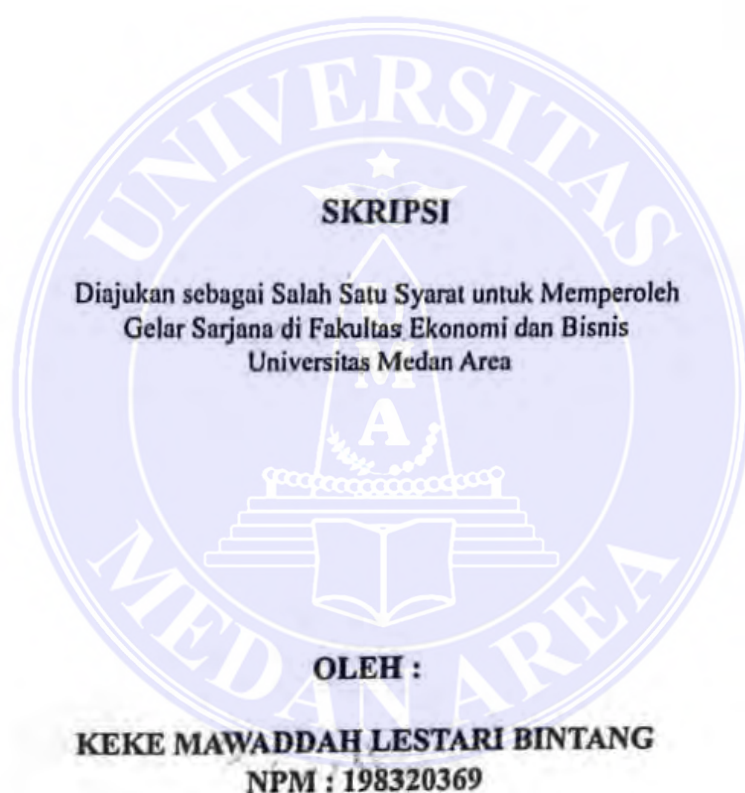 UNIVERSITAS
SKRIPSI
Diajukan sebagai Salah Satu Syarat untuk Memperoleh
Gelar Sarjana di Fakultas Ekonomi dan Bisnis
Universitas Medan Area
U
M
A
OLEH :
KEKE MAWADDAH LESTARI BINTANG
NPM : 198320369
MEDAN AREA